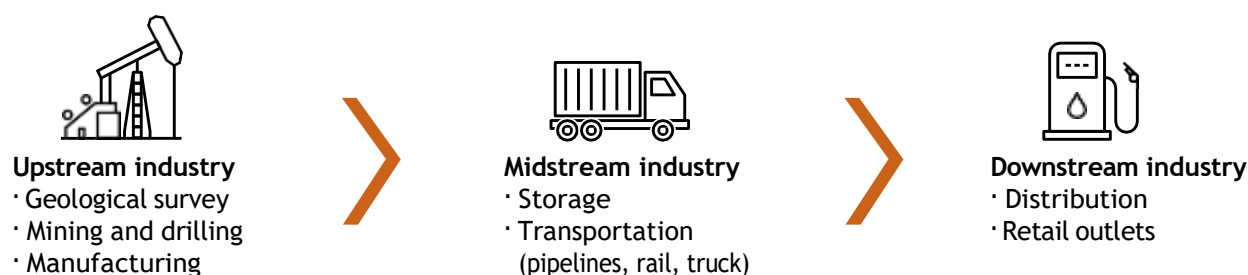 Upstream industry
· Geological survey
· Mining and drilling
· Manufacturing
Midstream industry
· Storage
· Transportation
(pipelines, rail, truck)
Downstream industry
· Distribution
· Retail outlets